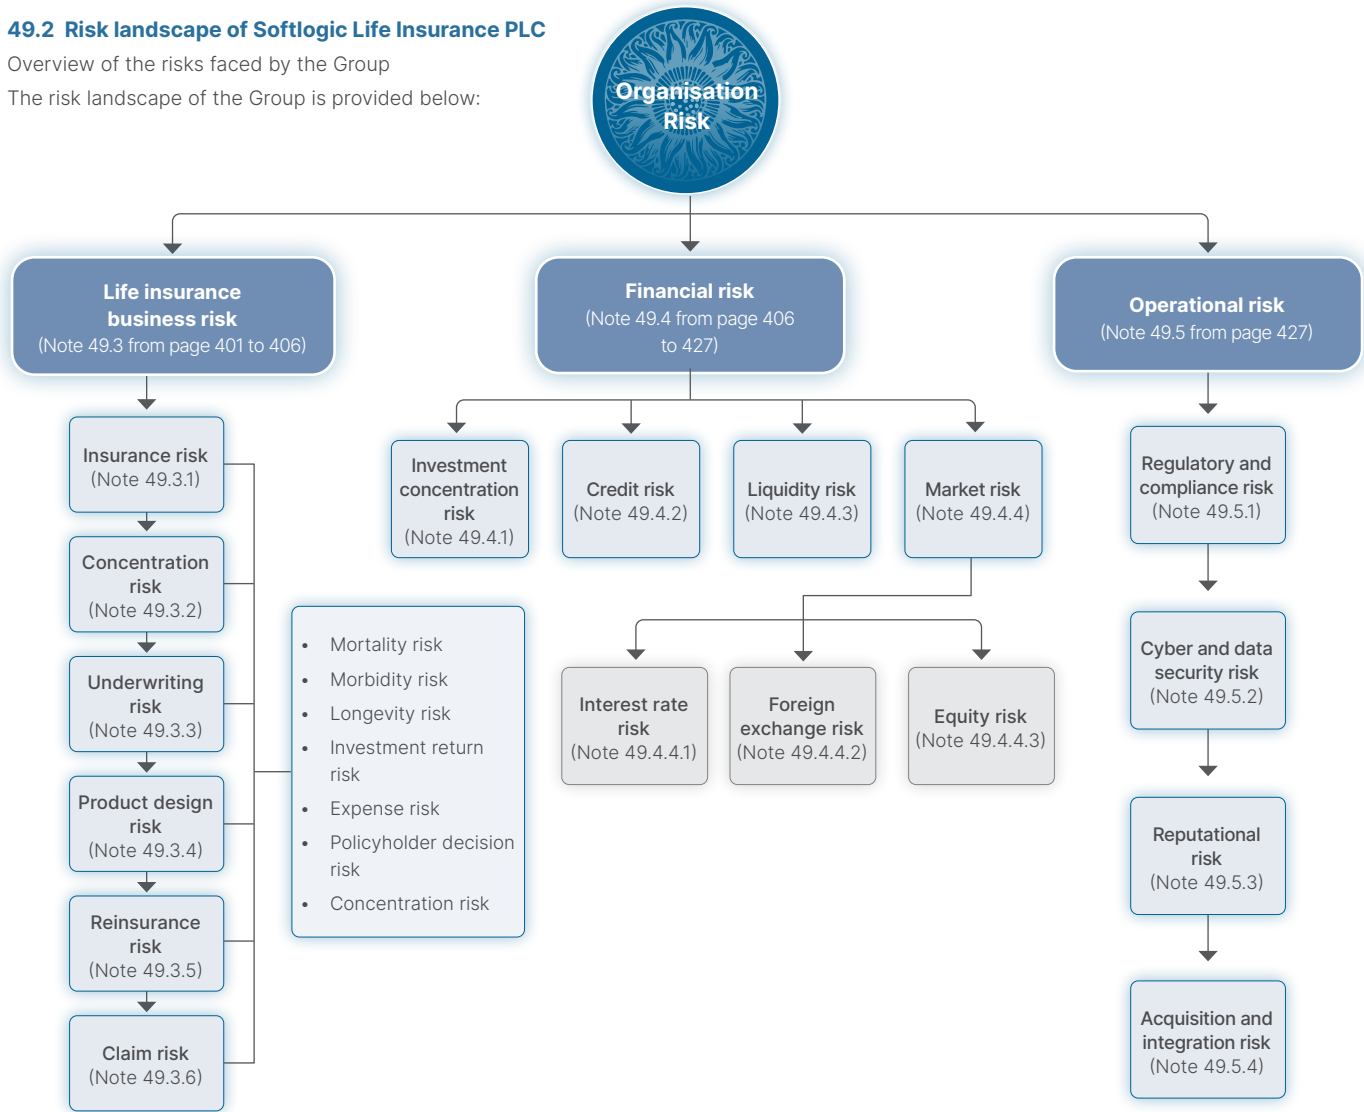 49.2 Risk landscape of Softlogic Life Insurance PLC
Overview of the risks faced by the Group
The risk landscape of the Group is provided below:
Organisation
Risk
Life insurance
business risk
(Note 49.3 from page 401 to 406)
Financial risk
(Note 49.4 from page 406
to 427)
Operational risk
(Note 49.5 from page 427)
Insurance risk
(Note 49.3.1)
Concentration
risk
(Note 49.3.2)
Underwriting
risk
(Note 49.3.3)
Product design
risk
(Note 49.3.4)
Reinsurance
risk
(Note 49.3.5)
Claim risk
(Note 49.3.6)
• Mortality risk
• Morbidity risk
• Longevity risk
• Investment return
risk
• Expense risk
• Policyholder decision
risk
• Concentration risk
Investment
concentration
risk
(Note 49.4.1)
Credit risk
(Note 49.4.2)
Liquidity risk
(Note 49.4.3)
Market risk
(Note 49.4.4)
Interest rate
risk
(Note 49.4.4.1)
Foreign
exchange risk
(Note 49.4.4.2)
Equity risk
(Note 49.4.4.3)
Regulatory and
compliance risk
(Note 49.5.1)
Cyber and data
security risk
(Note 49.5.2)
Reputational
risk
(Note 49.5.3)
Acquisition and
integration risk
(Note 49.5.4)